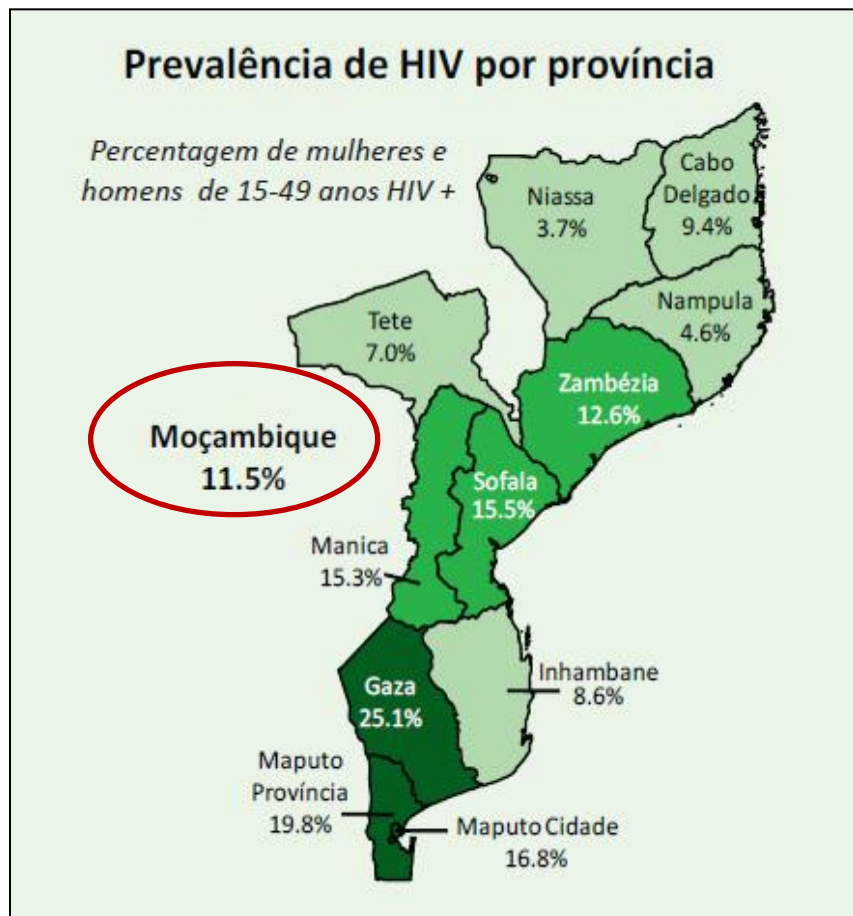 Prevalência de HIV por província
Percentagem de mulheres e
homens de 15-49 anos HIV +
Niassa
3.7%
Cabo
Delgado
9.4%
Nampula
4.6%
Tete
7.0%
Zambézia
12.6%
Moçambique
11.5%
Sofala
15.5%
Manica
15.3%
Inhambane
8.6%
Gaza
25.1%
Maputo
Província
19.8%
Maputo Cidade
16.8%